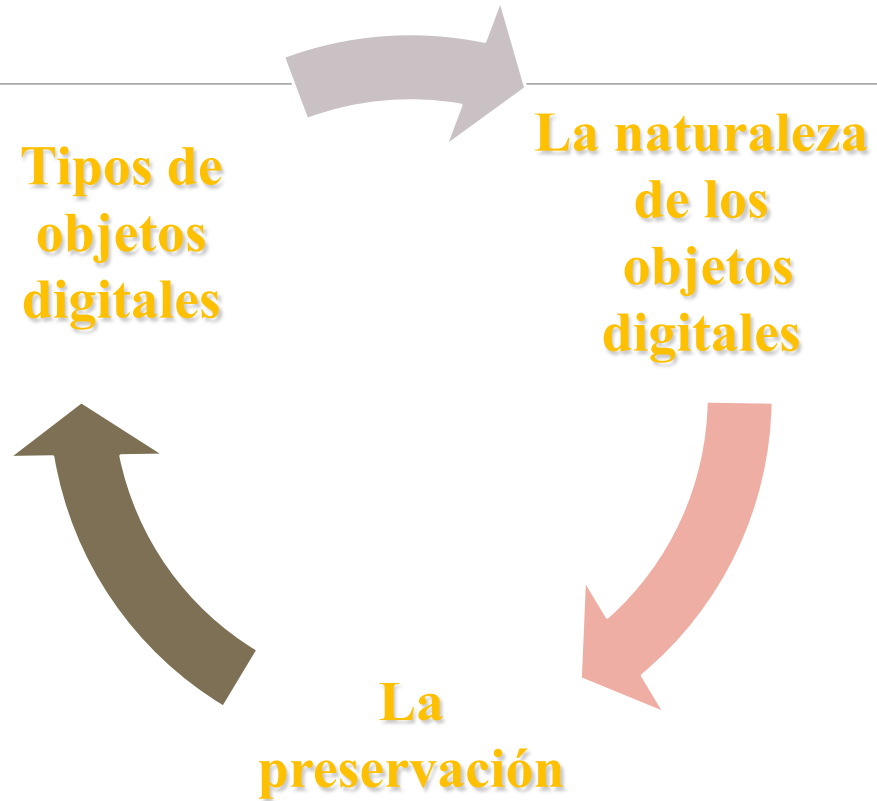 Tipos de
objetos
digitales
La naturaleza
de los
objetos
digitales
La
preservación